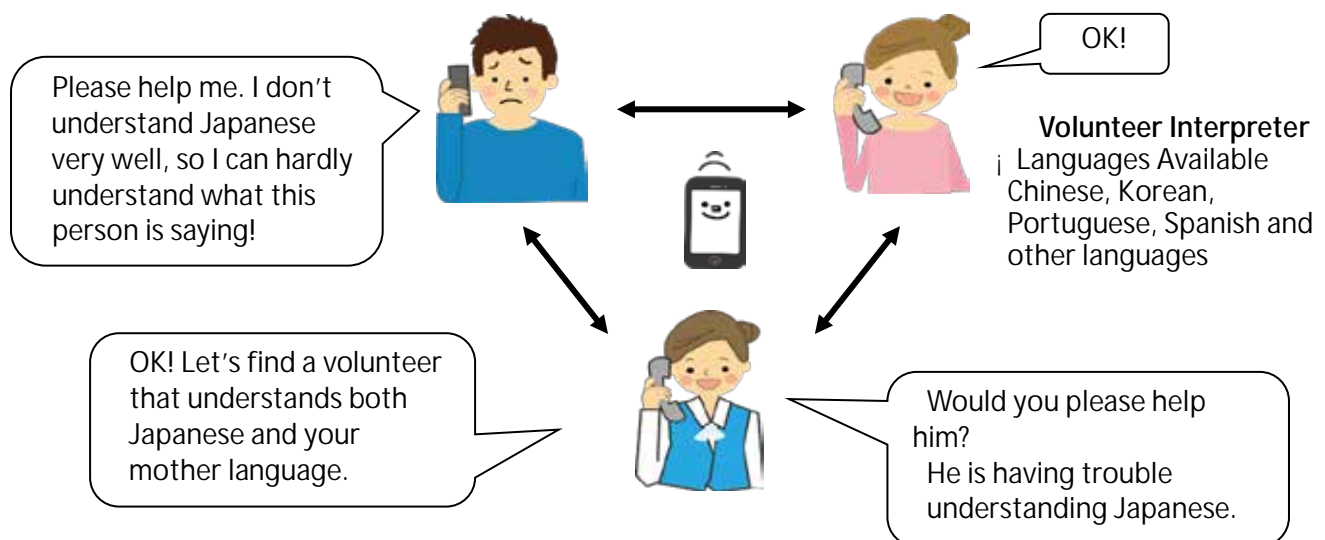 Please help me. I don't
understand Japanese
very well, so I can hardly
understand what this
person is saying!
OK!
Volunteer Interpreter
¡ Languages Available
Chinese, Korean,
Portuguese, Spanish and
other languages
OK! Let's find a volunteer
that understands both
Japanese and your
mother language.
Would you please help
him?
He is having trouble
understanding Japanese.